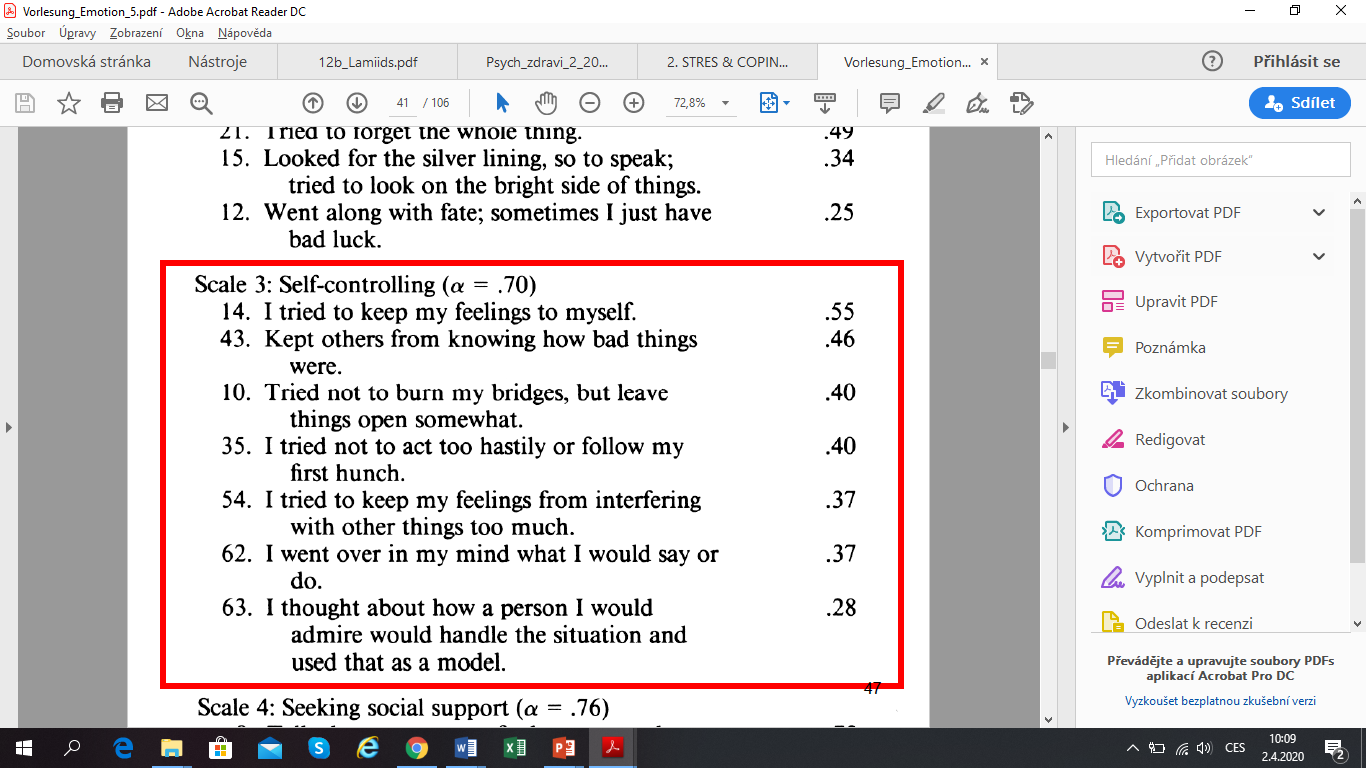 Vorlesung_Emotion_5.pdf - Adobe Acrobat Reader DC
Soubor Úpravy Zobrazení Okna Nápověda
Domovská stránka Nástroje 12b_Lamiids.pdf Psych_zdravi_2_20... 2. STRES & COPIN... Vorlesung_Emotion... × Přihlásit se
41 / 106 72,8% Sdílet
21. Tried to forget the whole thing. .49
15. Looked for the silver lining, so to speak; .34
tried to look on the bright side of things.
12. Went along with fate; sometimes I just have .25
bad luck.
Scale 3: Self-controlling (α = .70)
14. I tried to keep my feelings to myself. .55
43. Kept others from knowing how bad things .46
were.
10. Tried not to burn my bridges, but leave .40
things open somewhat.
35. I tried not to act too hastily or follow my .40
first hunch.
54. I tried to keep my feelings from interfering .37
with other things too much.
62. I went over in my mind what I would say or .37
do.
63. I thought about how a person I would .28
admire would handle the situation and
used that as a model.
47
Scale 4: Seeking social support (α = .76)
Hledání „Přidat obrázek"
Exportovat PDF
Vytvořit PDF
Upravit PDF
Poznámka
Zkombinovat soubory
Redigovat
Ochrana
Komprimovat PDF
Vyplnit a podepsat
Odeslat k recenzi
Převádějte a upravujte soubory PDFs
aplikací Acrobat Pro DC
Vyzkoušet bezplatnou zkušební verzi
CES
10:09
2.4.2020
2